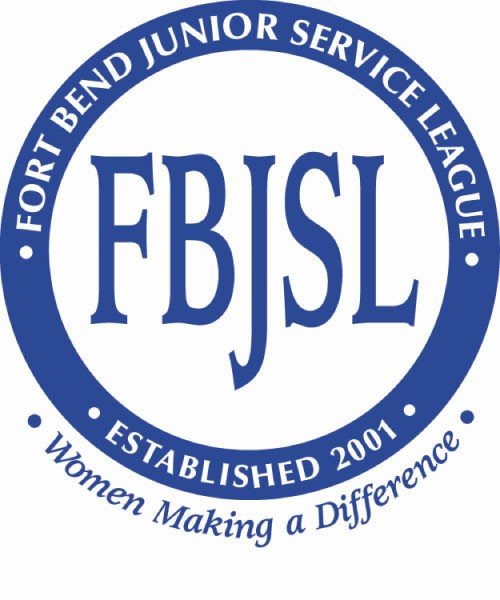 • FORT BEND JUNIOR SERVICE LEAGUE •
FBJSL
• ESTABLISHED 2001 •
• Women Making a Difference •